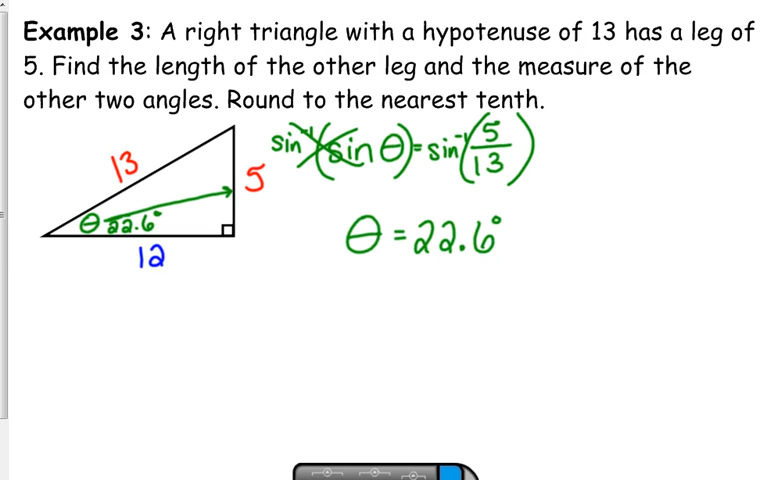 Example 3: A right triangle with a hypotenuse of 13 has a leg of
5. Find the length of the other leg and the measure of the
other two angles. Round to the nearest tenth.
sin⁻¹(sin θ) = sin⁻¹(5/13)
13
5
θ 22.6°
12
θ = 22.6°